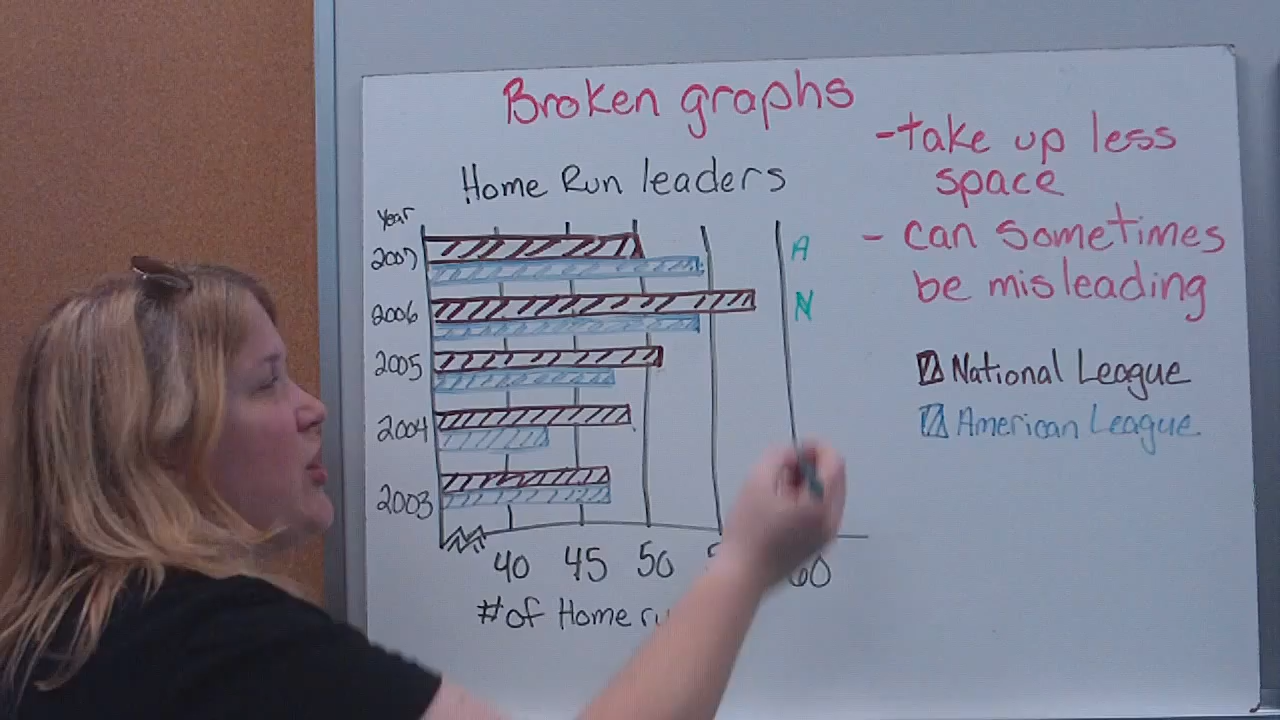 Broken graphs
Home Run leaders
Year
2007
2006
2005
2004
2003
A
N
40 45 50 60
# of Home
-take up less
space
- can sometimes
be misleading
National League
American League